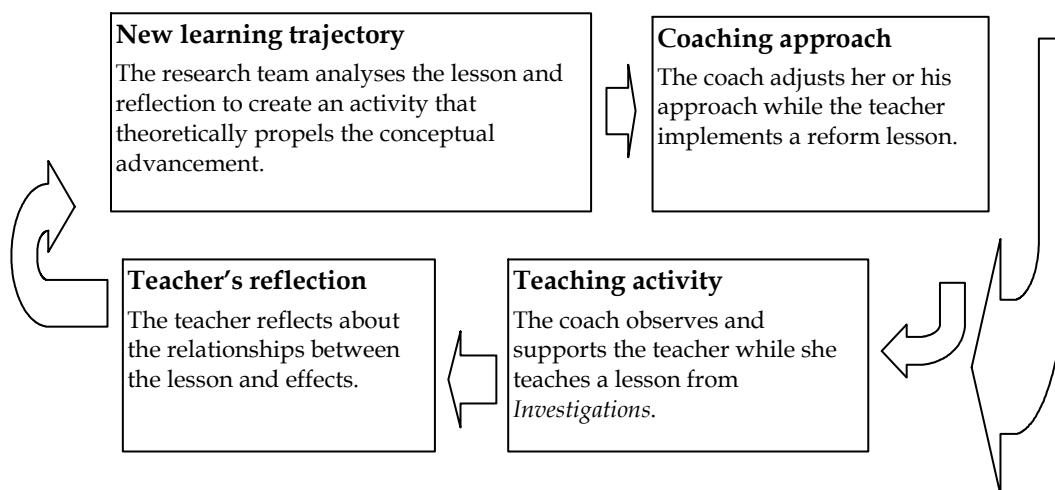 New learning trajectory
The research team analyses the lesson and
reflection to create an activity that
theoretically propels the conceptual
advancement.
Coaching approach
The coach adjusts her or his
approach while the teacher
implements a reform lesson.
Teacher’s reflection
The teacher reflects about
the relationships between
the lesson and effects.
Teaching activity
The coach observes and
supports the teacher while she
teaches a lesson from
Investigations.